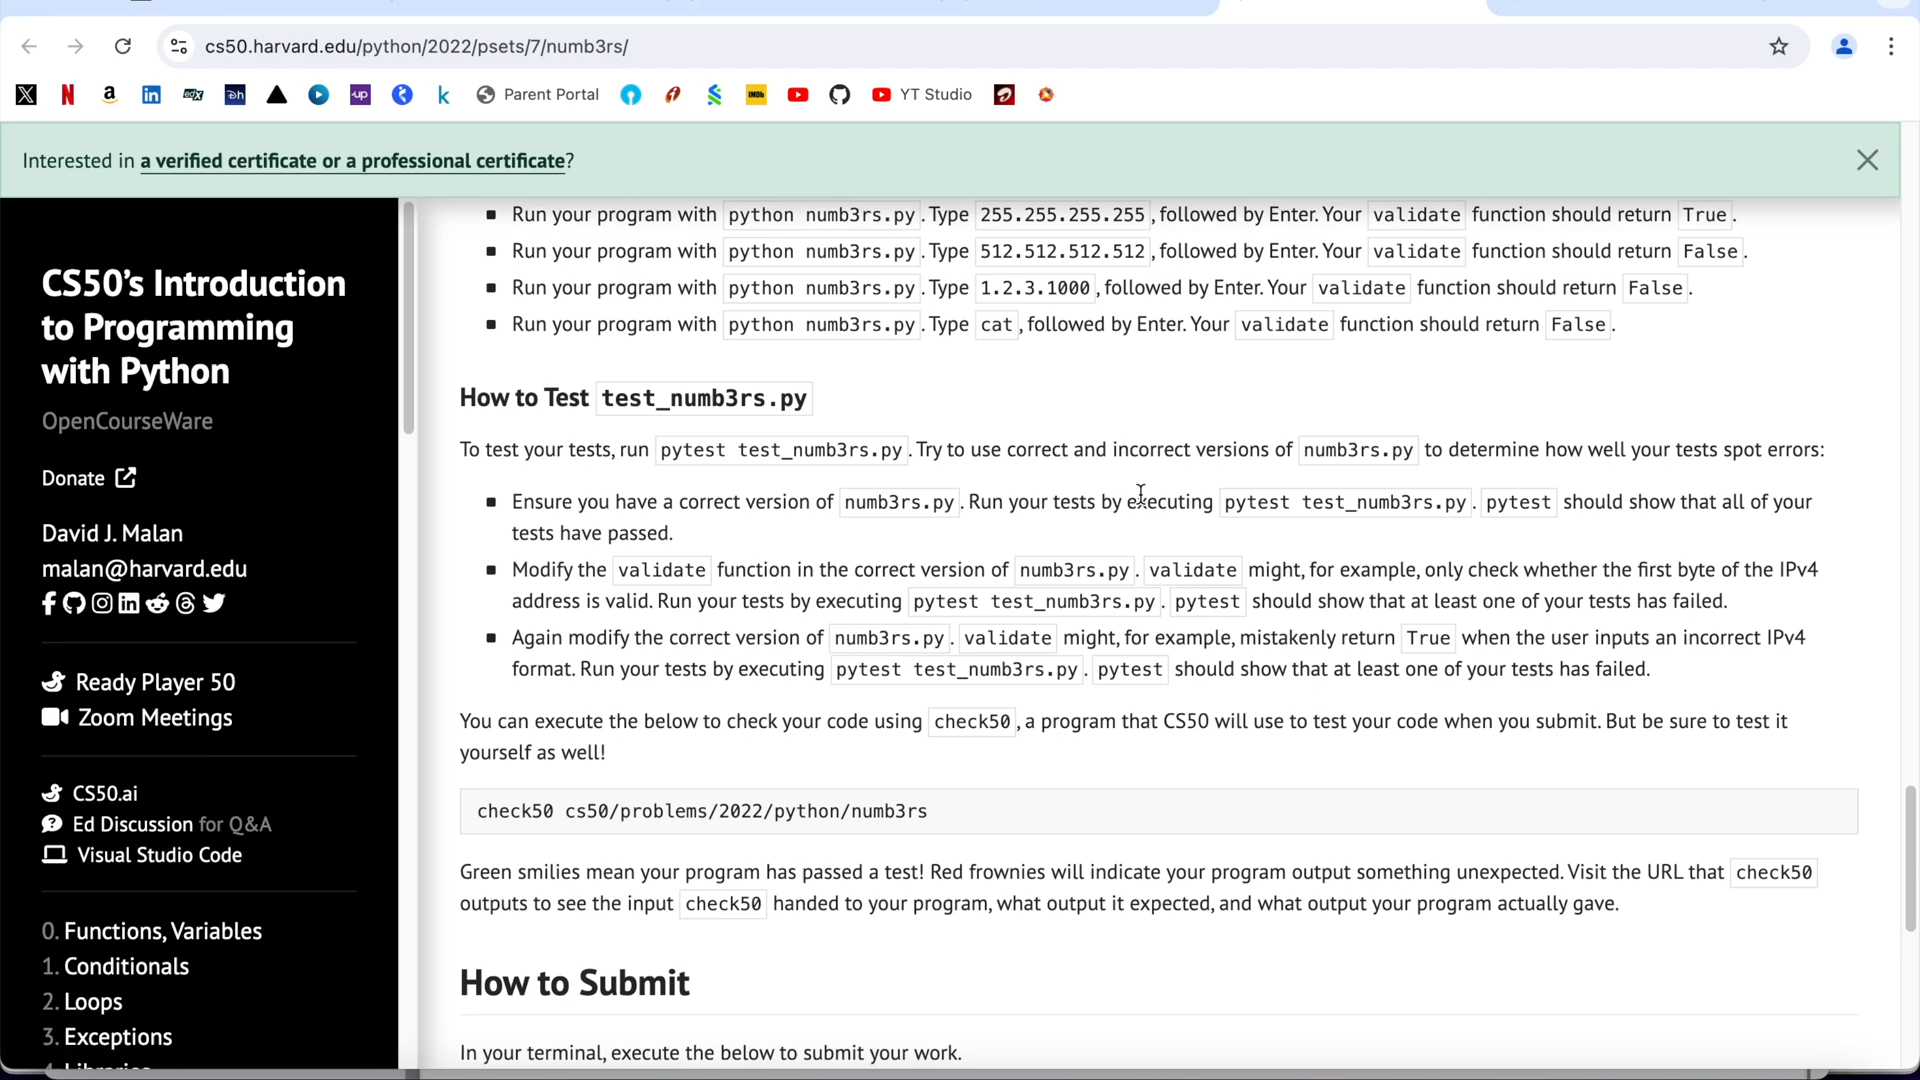 cs50.harvard.edu/python/2022/psets/7/numb3rs/
Parent Portal
YT Studio
Interested in a verified certificate or a professional certificate?
CS50's Introduction
to Programming
with Python
OpenCourseWare
Donate
David J. Malan
malan@harvard.edu
Ready Player 50
Zoom Meetings
CS50.ai
Ed Discussion for Q&A
Visual Studio Code
0. Functions, Variables
1. Conditionals
2. Loops
3. Exceptions
Run your program with python numb3rs.py. Type 255.255.255.255, followed by Enter. Your validate function should return True.
Run your program with python numb3rs.py. Type 512.512.512.512, followed by Enter. Your validate function should return False.
Run your program with python numb3rs.py. Type 1.2.3.1000, followed by Enter. Your validate function should return False.
Run your program with python numb3rs.py. Type cat, followed by Enter. Your validate function should return False.
How to Test test_numb3rs.py
To test your tests, run pytest test_numb3rs.py. Try to use correct and incorrect versions of numb3rs.py to determine how well your tests spot errors:
Ensure you have a correct version of numb3rs.py. Run your tests by executing pytest test_numb3rs.py. pytest should show that all of your
tests have passed.
Modify the validate function in the correct version of numb3rs.py. validate might, for example, only check whether the first byte of the IPv4
address is valid. Run your tests by executing pytest test_numb3rs.py. pytest should show that at least one of your tests has failed.
Again modify the correct version of numb3rs.py. validate might, for example, mistakenly return True when the user inputs an incorrect IPv4
format. Run your tests by executing pytest test_numb3rs.py. pytest should show that at least one of your tests has failed.
You can execute the below to check your code using check50, a program that CS50 will use to test your code when you submit. But be sure to test it
yourself as well!
check50 cs50/problems/2022/python/numb3rs
Green smilies mean your program has passed a test! Red frownies will indicate your program output something unexpected. Visit the URL that check50
outputs to see the input check50 handed to your program, what output it expected, and what output your program actually gave.
How to Submit
In your terminal, execute the below to submit your work.